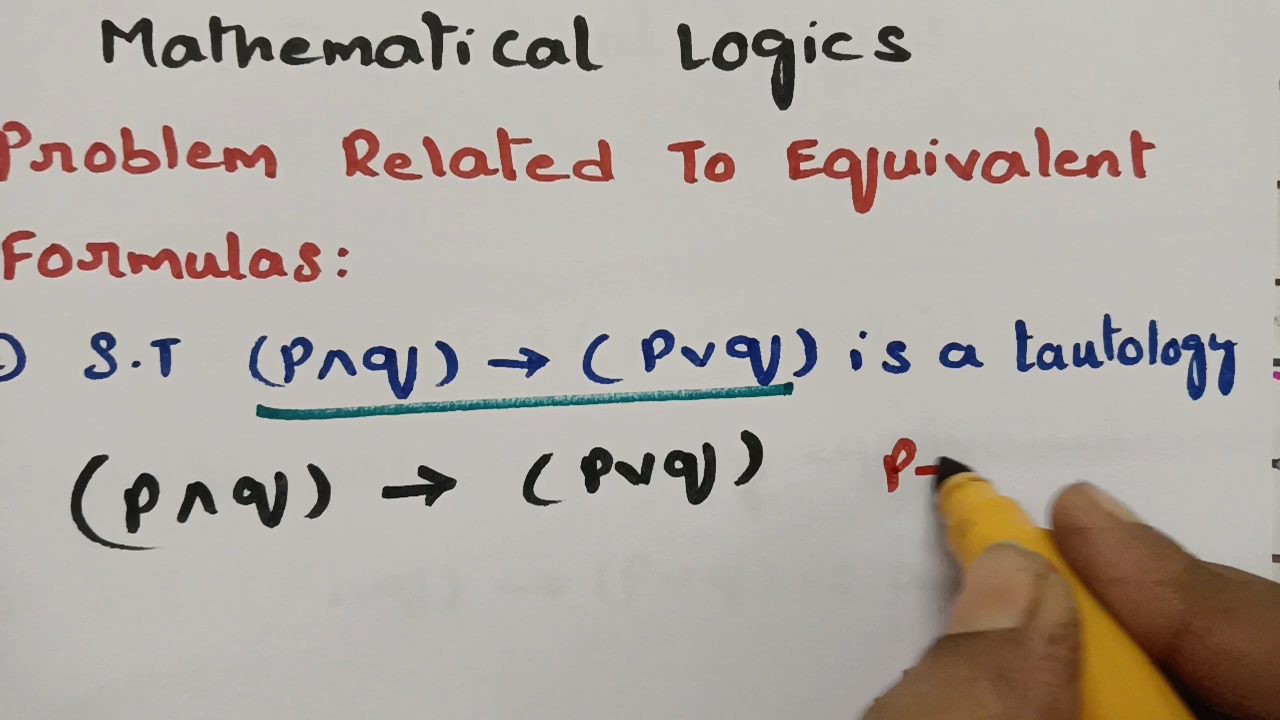 Mathematical Logics
Problem Related To Equivalent
Formulas:
) S.T (p∧q) → (p∨q) is a tautology
(p∧q) → (p∨q) p-